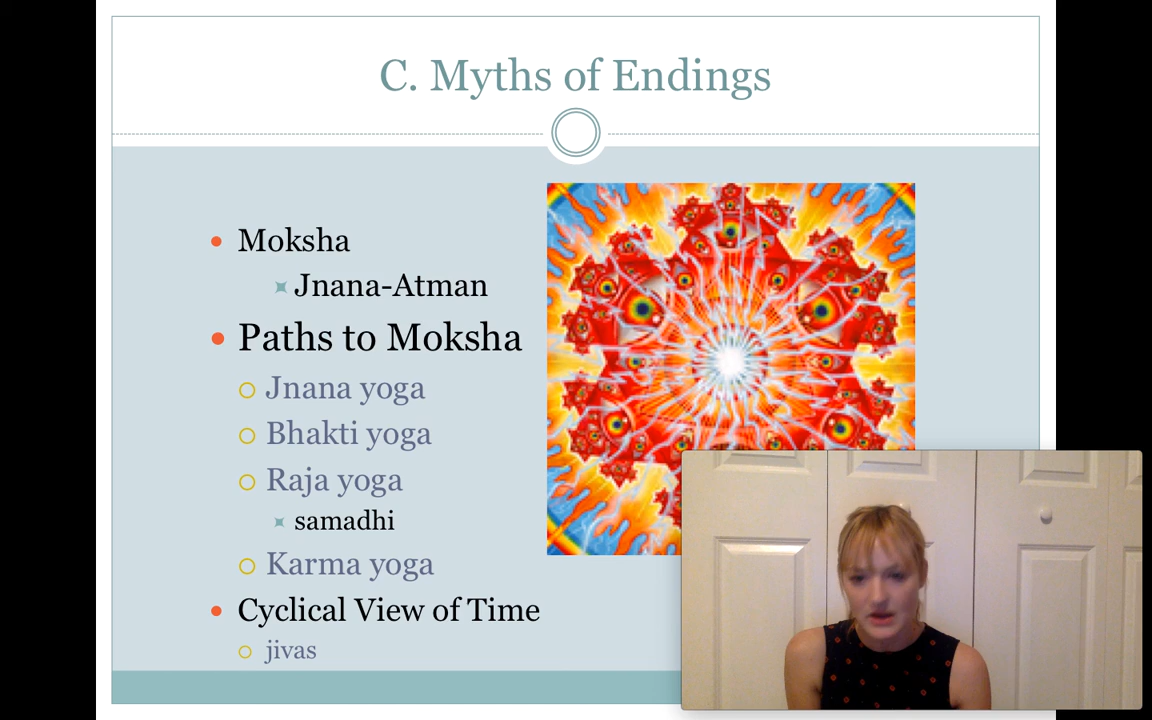 C. Myths of Endings
Moksha
Jnana-Atman
Paths to Moksha
Jnana yoga
Bhakti yoga
Raja yoga
samadhi
Karma yoga
Cyclical View of Time
jivas